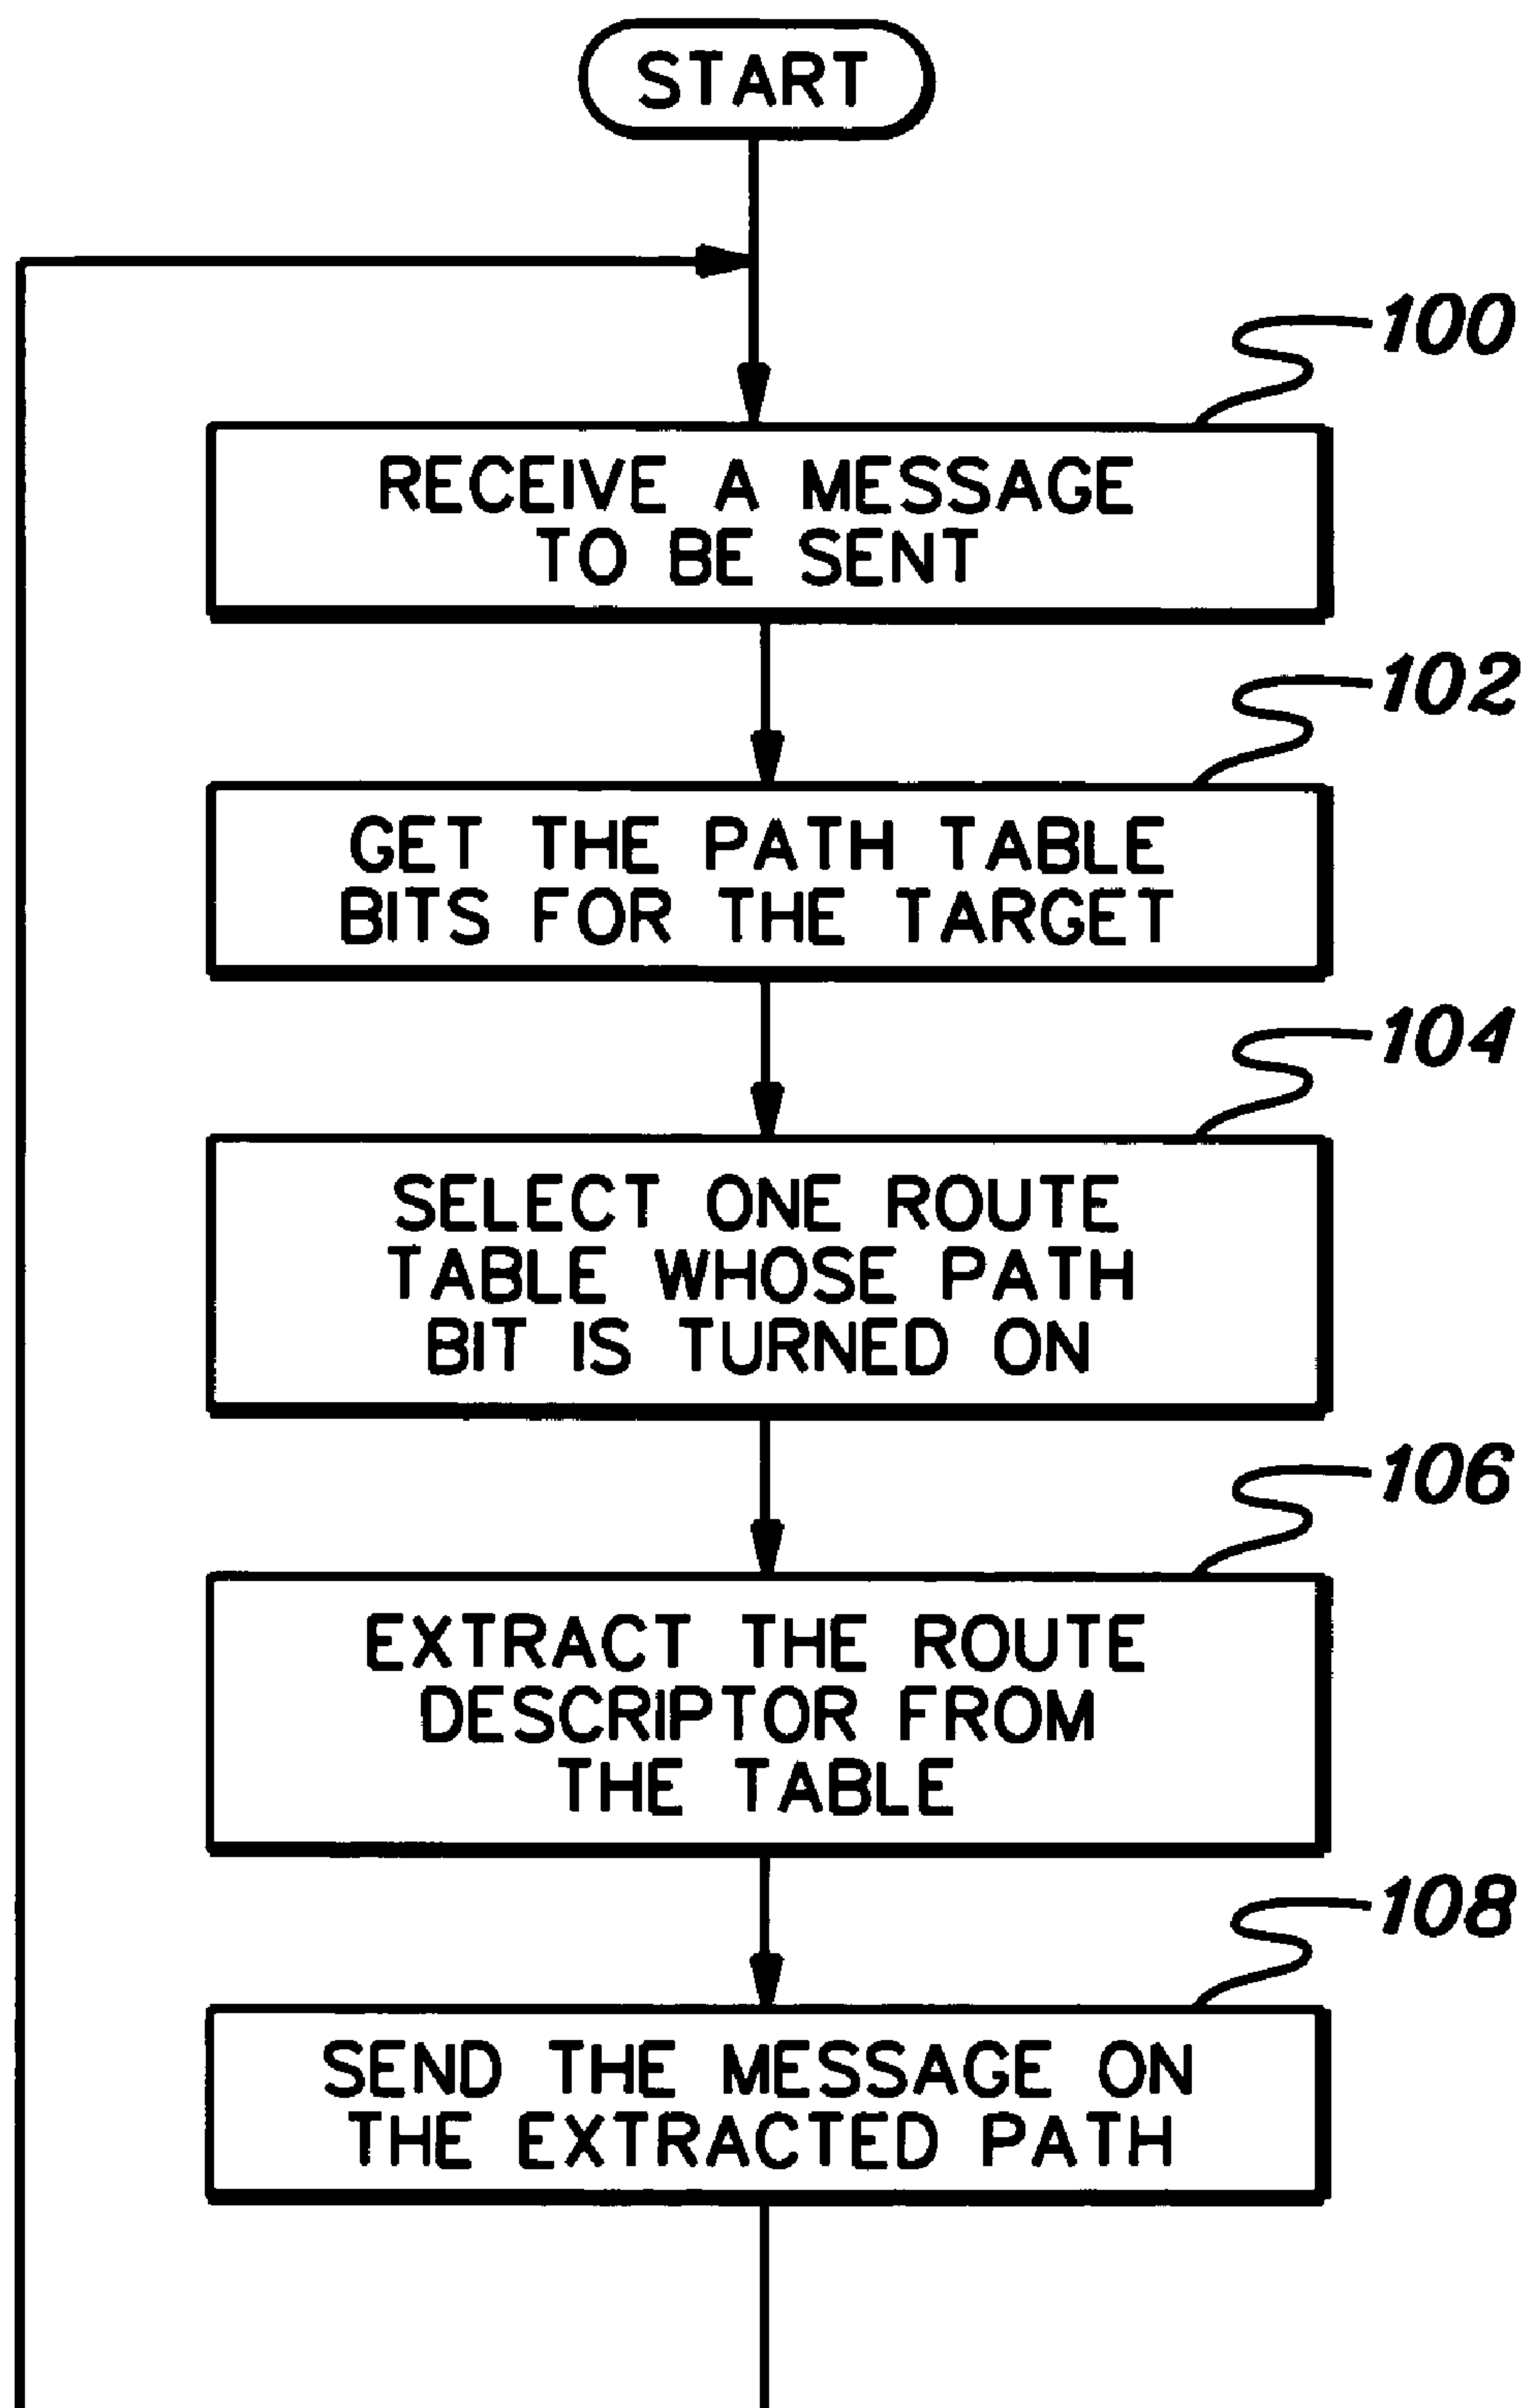 START
100
RECEIVE A MESSAGE
TO BE SENT
102
GET THE PATH TABLE
BITS FOR THE TARGET
104
SELECT ONE ROUTE
TABLE WHOSE PATH
BIT IS TURNED ON
106
EXTRACT THE ROUTE
DESCRIPTOR FROM
THE TABLE
108
SEND THE MESSAGE ON
THE EXTRACTED PATH